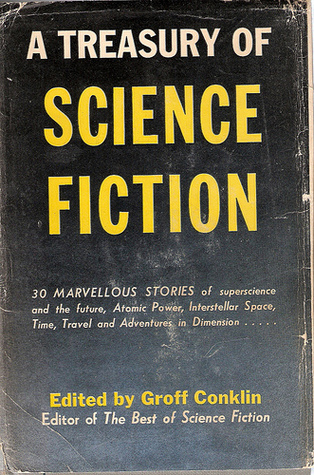 A TREASURY OF
SCIENCE
FICTION
30 MARVELLOUS STORIES of superscience
and the future, Atomic Power, Interstellar Space,
Time, Travel and Adventures in Dimension . . . . .
Edited by Groff Conklin
Editor of The Best of Science Fiction